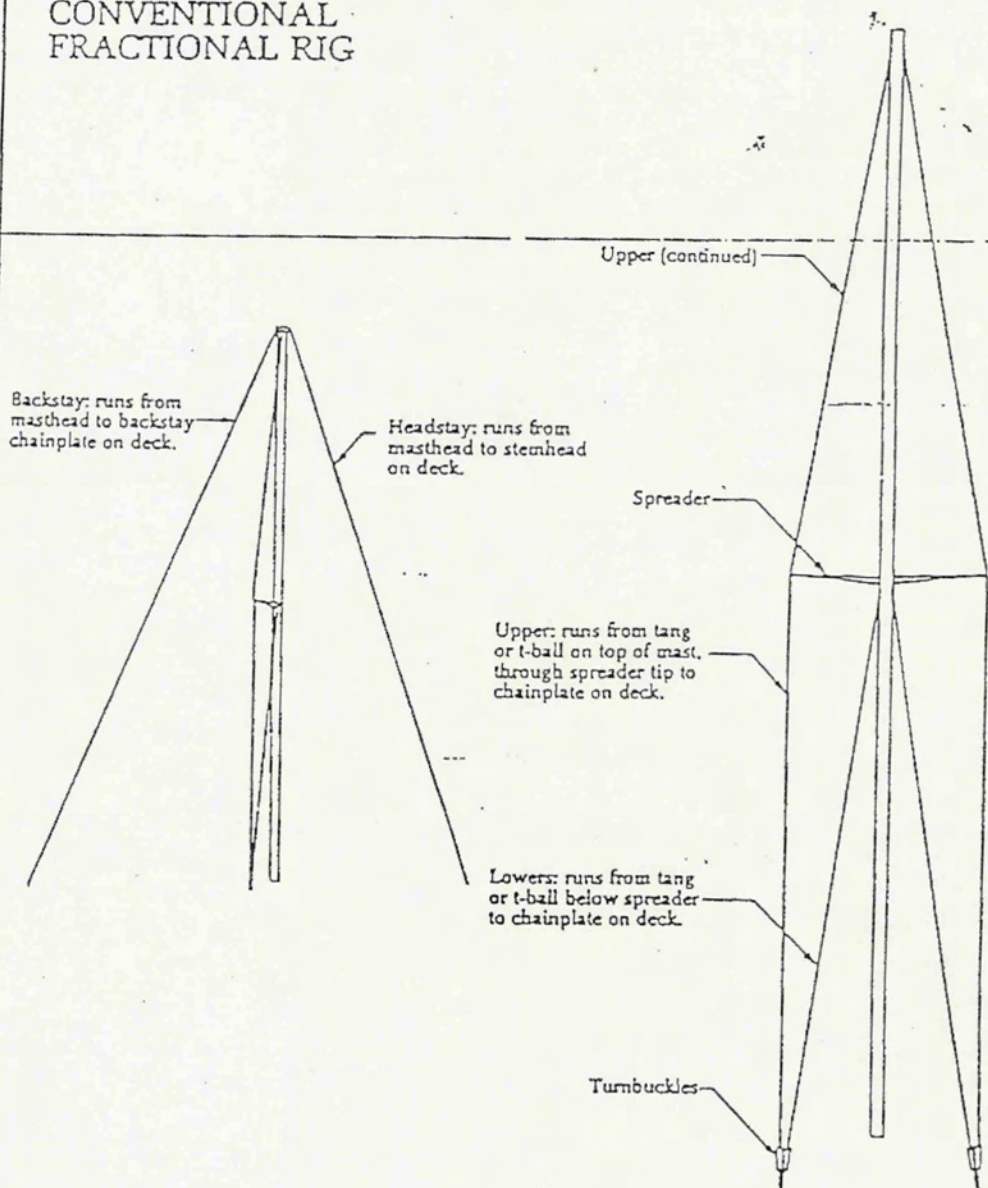 CONVENTIONAL
FRACTIONAL RIG
Upper (continued)
Backstay: runs from
masthead to backstay
chainplate on deck.
Headstay: runs from
masthead to stemhead
on deck.
Spreader
Upper: runs from tang
or t-ball on top of mast,
through spreader tip to
chainplate on deck.
Lowers: runs from tang
or t-ball below spreader
to chainplate on deck.
Turnbuckles